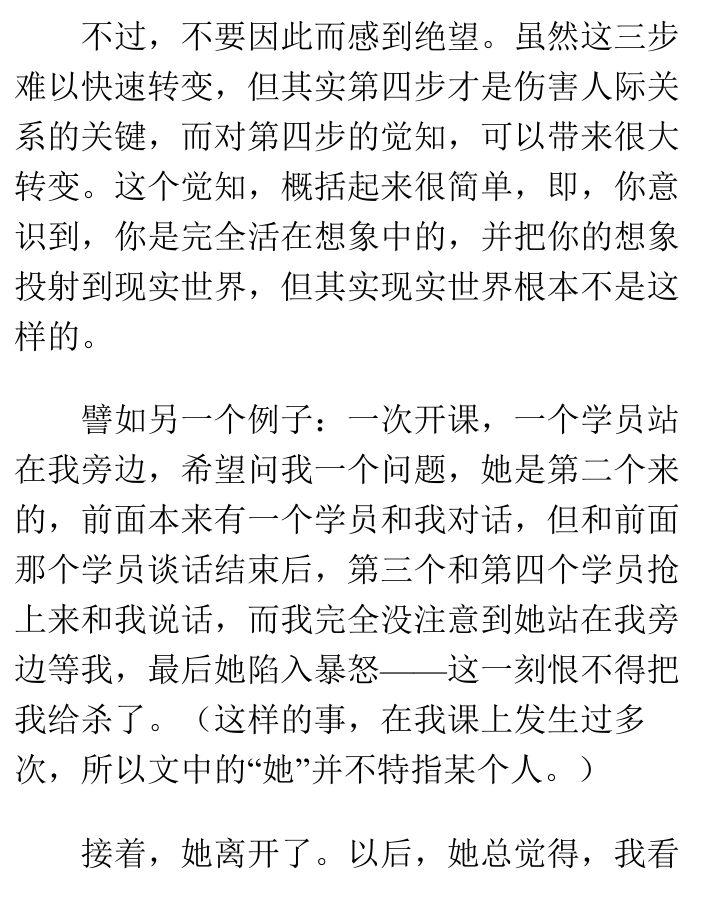 不过，不要因此而感到绝望。虽然这三步
难以快速转变，但其实第四步才是伤害人际关
系的关键，而对第四步的觉知，可以带来很大
转变。这个觉知，概括起来很简单，即，你意
识到，你是完全活在想象中的，并把你的想象
投射到现实世界，但其实现实世界根本不是这
样的。
譬如另一个例子：一次开课，一个学员站
在我旁边，希望问我一个问题，她是第二个来
的，前面本来有一个学员和我对话，但和前面
那个学员谈话结束后，第三个和第四个学员抢
上来和我说话，而我完全没注意到她站在我旁
边等我，最后她陷入暴怒——这一刻恨不得把
我给杀了。（这样的事，在我课上发生过多
次，所以文中的“她”并不特指某个人。）
接着，她离开了。以后，她总觉得，我看